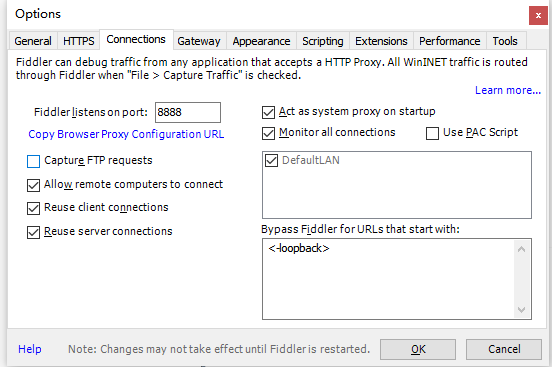 Options
x
General HTTPS Connections Gateway Appearance Scripting Extensions Performance Tools
Fiddler can debug traffic from any application that accepts a HTTP Proxy. All WinINET traffic is routed
through Fiddler when "File > Capture Traffic" is checked.
Learn more...
Fiddler listens on port: 8888
Copy Browser Proxy Configuration URL
Capture FTP requests
Allow remote computers to connect
Reuse client connections
Reuse server connections
Act as system proxy on startup
Monitor all connections Use PAC Script
DefaultLAN
Bypass Fiddler for URLs that start with:
<-loopback>
Help Note: Changes may not take effect until Fiddler is restarted. OK Cancel